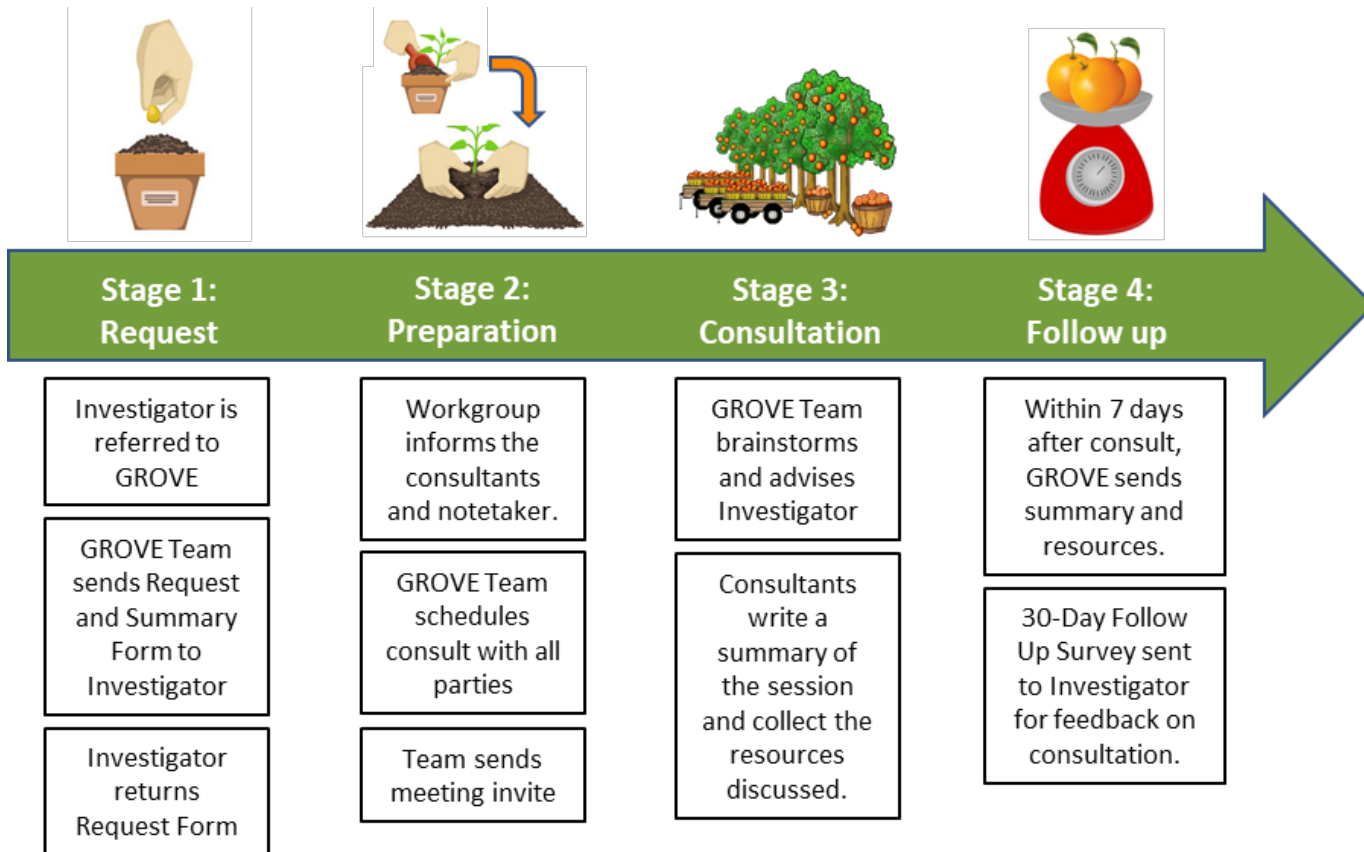 Stage 1:
Request
Stage 2:
Preparation
Stage 3:
Consultation
Stage 4:
Follow up
Investigator is
referred to
GROVE
GROVE Team
sends Request
and Summary
Form to
Investigator
Investigator
returns
Request Form
Workgroup
informs the
consultants
and notetaker.
GROVE Team
schedules
consult with all
parties
Team sends
meeting invite
GROVE Team
brainstorms
and advises
Investigator
Consultants
write a
summary of
the session
and collect the
resources
discussed.
Within 7 days
after consult,
GROVE sends
summary and
resources.
30-Day Follow
Up Survey sent
to Investigator
for feedback on
consultation.